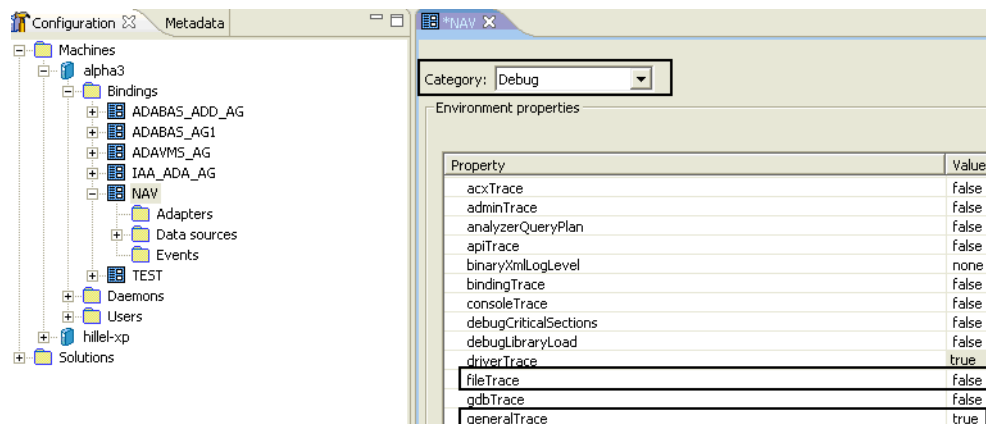 Configuration Metadata
Machines
alpha3
Bindings
ADABAS_ADD_AG
ADABAS_AG1
ADAVMS_AG
IAA_ADA_AG
NAV
Adapters
Data sources
Events
TEST
Daemons
Users
hillel-xp
Solutions
*NAV
Category: Debug
Environment properties
Property Value
acxTrace false
adminTrace false
analyzerQueryPlan false
apiTrace false
binaryXmlLogLevel none
bindingTrace false
consoleTrace false
debugCriticalSections false
debugLibraryLoad false
driverTrace true
fileTrace false
gdbTrace false
generalTrace true